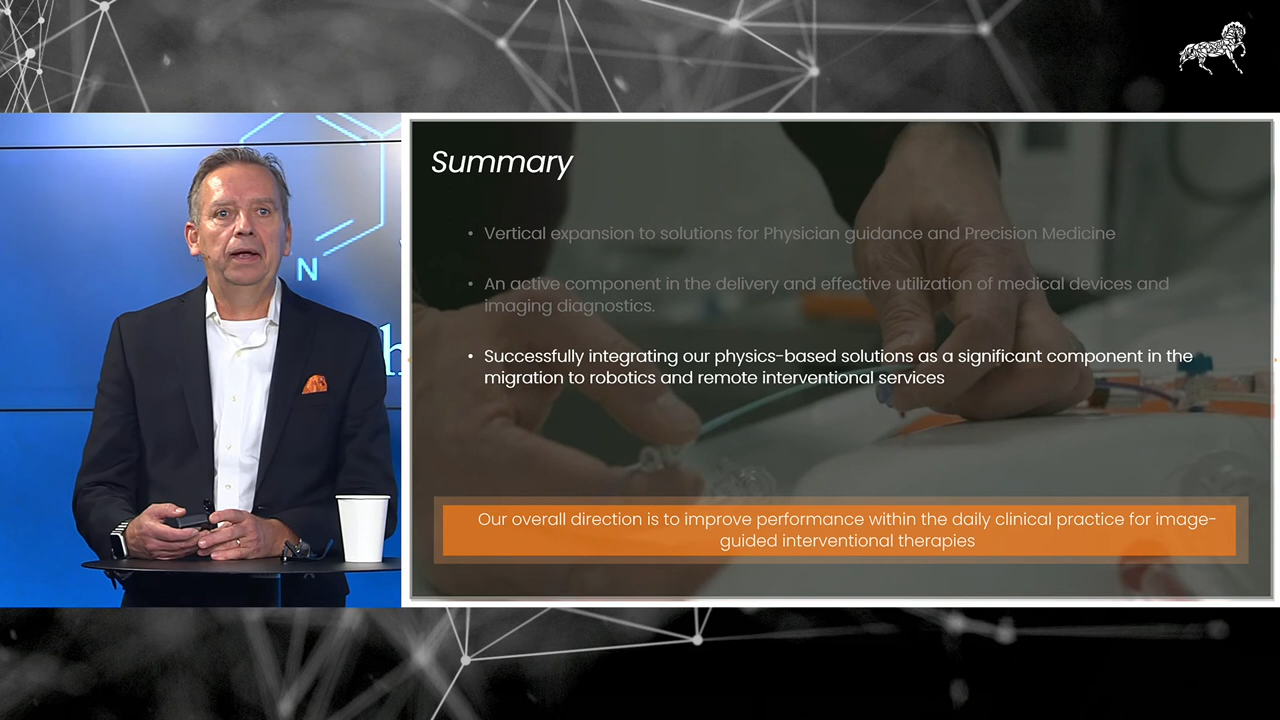 N
h
Summary
• Vertical expansion to solutions for Physician guidance and Precision Medicine
• An active component in the delivery and effective utilization of medical devices and
imaging diagnostics.
• Successfully integrating our physics-based solutions as a significant component in the
migration to robotics and remote interventional services
Our overall direction is to improve performance within the daily clinical practice for image-
guided interventional therapies